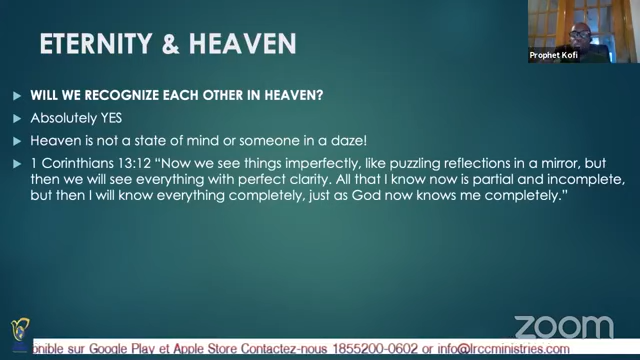 ETERNITY & HEAVEN
Prophet Kofi
WILL WE RECOGNIZE EACH OTHER IN HEAVEN?
Absolutely YES
Heaven is not a state of mind or someone in a daze!
1 Corinthians 13:12 “Now we see things imperfectly, like puzzling reflections in a mirror, but
then we will see everything with perfect clarity. All that I know now is partial and incomplete,
but then I will know everything completely, just as God now knows me completely.”
zoom
onible sur Google Play et Apple Store Contactez-nous 1855200-0602 or info@lrccministries.com